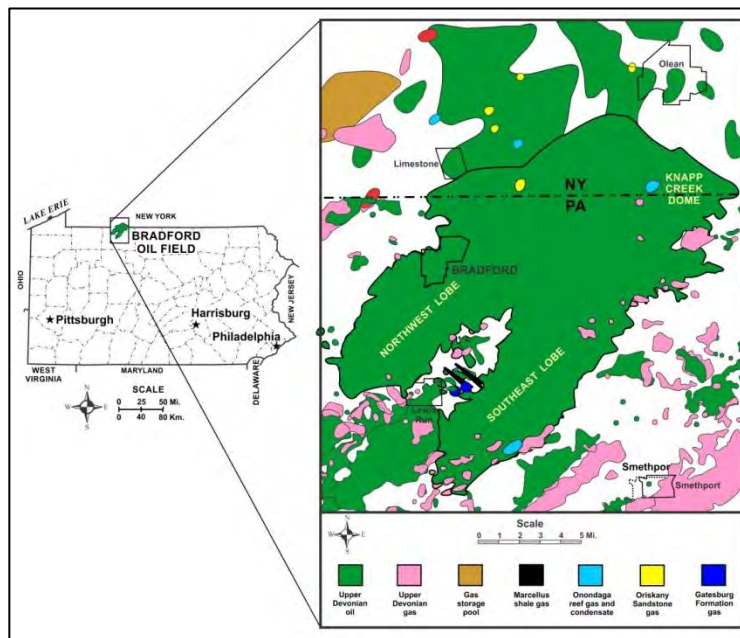 LAKE ERIE
NEW YORK
BRADFORD
OIL FIELD
OHIO
Pittsburgh
Harrisburg
Philadelphia
NEW JERSEY
WEST
VIRGINIA
MARYLAND
DELAWARE
SCALE
0 25 50 Mi.
0 40 80 Km.
N
W E
S
Olean
Limestone
NY
PA
KNAPP
CREEK
DOME
BRADFORD
NORTHWEST LOBE
SOUTHEAST LOBE
Lewis
Run
Smethpor
Smethport
N
W E
S
Scale
0 1 2 3 4 5 Mi.
Upper
Devonian
oil
Upper
Devonian
gas
Gas
storage
pool
Marcellus
shale gas
Onondaga
reef gas and
condensate
Oriskany
Sandstone
gas
Gatesburg
Formation
gas